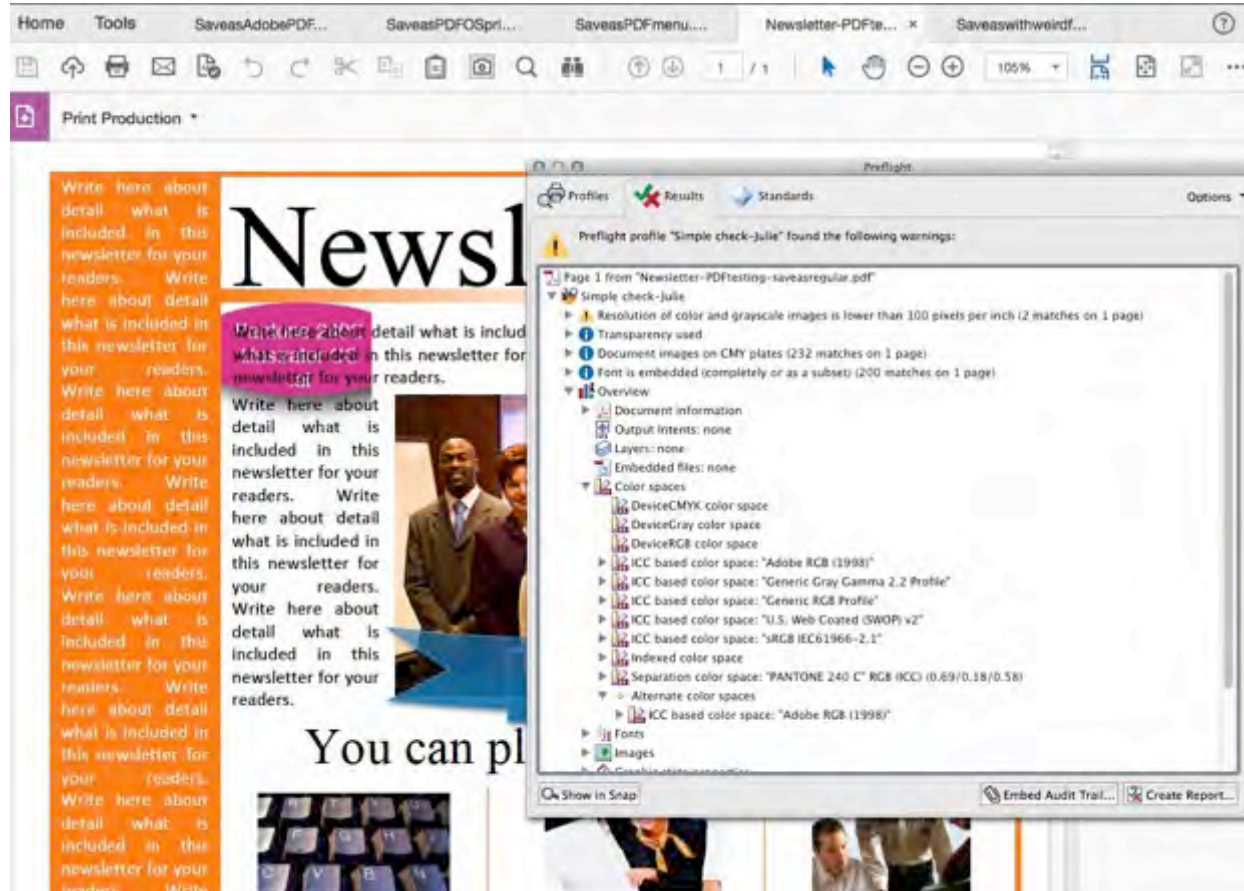 Home Tools SaveasAdobePDF... SaveasPDFOSpri... SaveasPDFmenu.... Newsletter-PDFte... × Saveaswithweirdf... ?
1 / 1 105% ...
Print Production
Write here about
detail what is
included in this
newsletter for your
readers. Write
here about detail
what is included in
this newsletter for
your readers.
Write here about
detail what is
included in this
newsletter for your
readers. Write
here about detail
what is included in
this newsletter for
your readers.
Write here about
detail what is
included in this
newsletter for your
readers. Write
here about detail
what is included in
this newsletter for
your readers.
Write here about
detail what is
included in this
newsletter for your
readers. Write
Newsl
Write here about detail what is includ
what is included in this newsletter for
newsletter for your readers.
Write here about
detail what is
included in this
newsletter for your
readers. Write
here about detail
what is included in
this newsletter for
your readers.
Write here about
detail what is
included in this
newsletter for your
readers.
You can pl
Preflight
Profiles Results Standards Options
Preflight profile "Simple check-Julie" found the following warnings:
Page 1 from "Newsletter-PDFtesting-saveasregular.pdf"
Simple check-Julie
Resolution of color and grayscale images is lower than 100 pixels per inch (2 matches on 1 page)
Transparency used
Document images on CMY plates (232 matches on 1 page)
Font is embedded (completely or as a subset) (200 matches on 1 page)
Overview
Document information
Output Intents: none
Layers: none
Embedded files: none
Color spaces
DeviceCMYK color space
DeviceGray color space
DeviceRGB color space
ICC based color space: "Adobe RGB (1998)"
ICC based color space: "Generic Gray Gamma 2.2 Profile"
ICC based color space: "Generic RGB Profile"
ICC based color space: "U.S. Web Coated (SWOP) v2"
ICC based color space: "sRGB IEC61966-2.1"
Indexed color space
Separation color space: "PANTONE 240 C" RGB (ICC) (0.69/0.18/0.58)
Alternate color spaces
ICC based color space: "Adobe RGB (1998)"
Fonts
Images
Show in Snap Embed Audit Trail... Create Report...